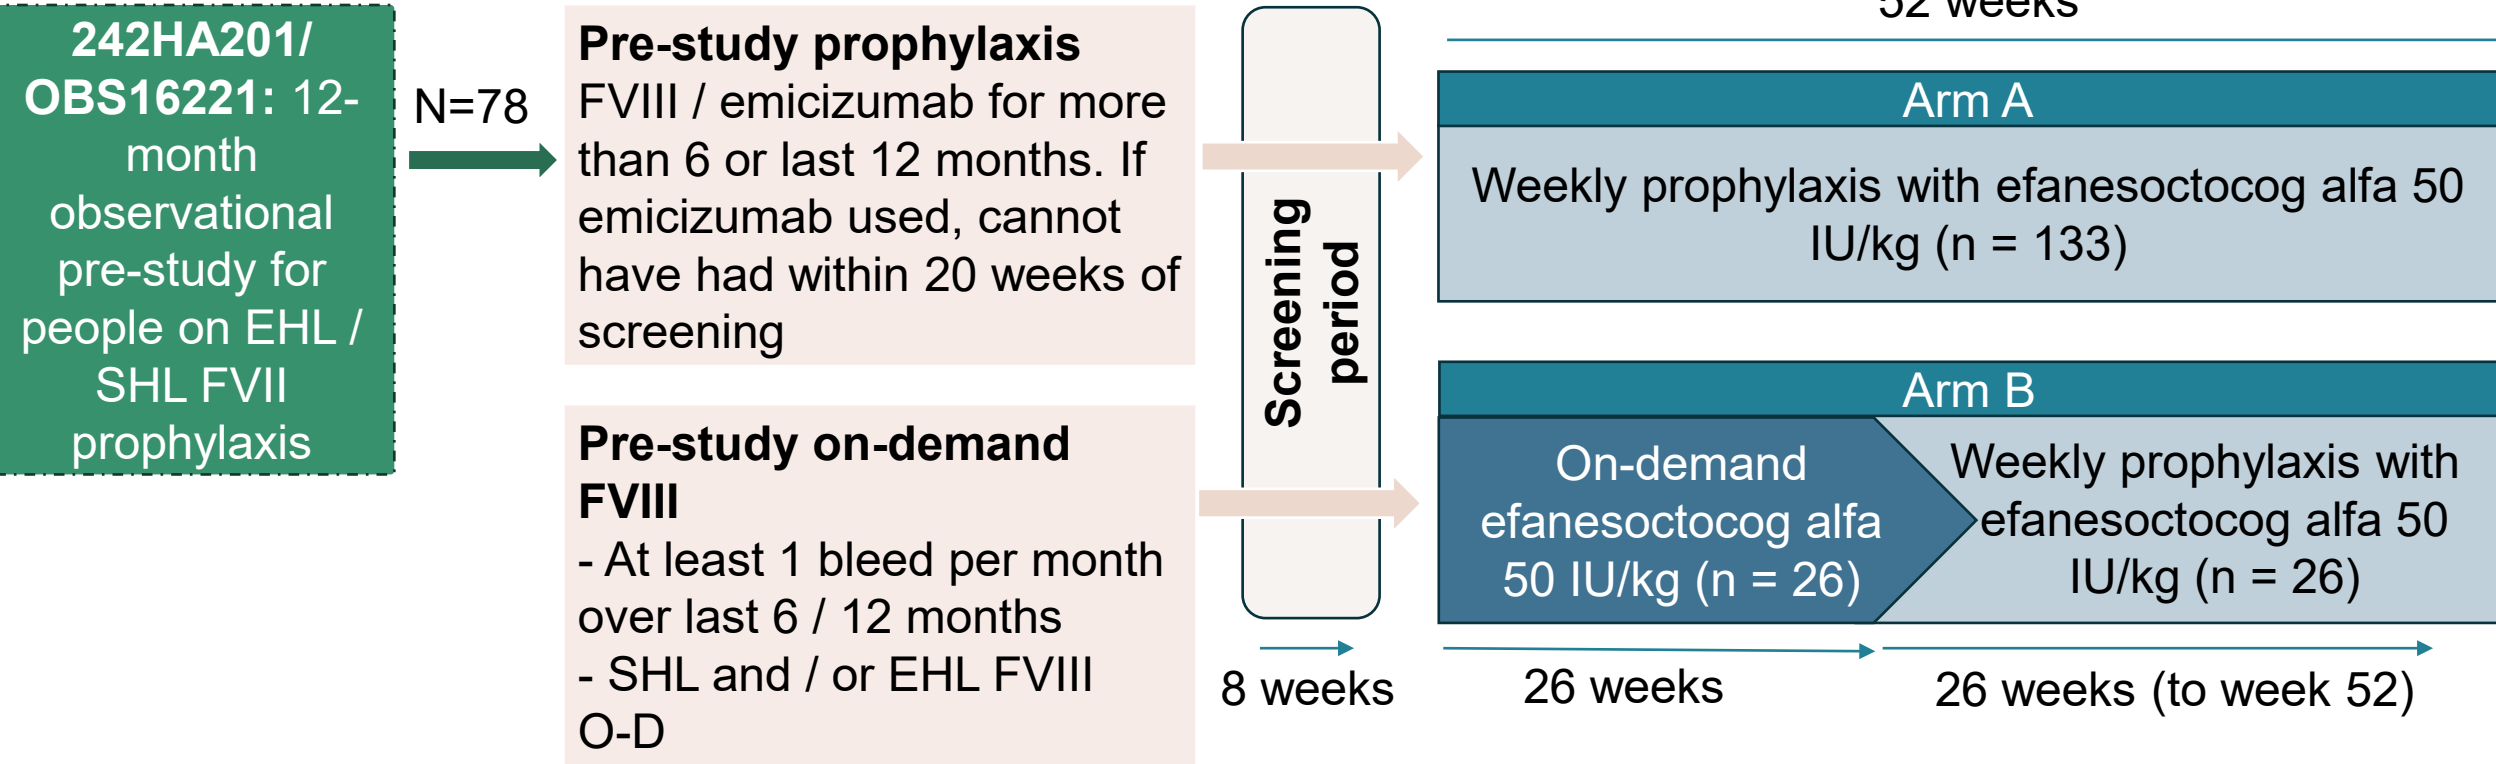 242HA201/
OBS16221: 12-
month
observational
pre-study for
people on EHL /
SHL FVII
prophylaxis
N=78
Pre-study prophylaxis
FVIII / emicizumab for more
than 6 or last 12 months. If
emicizumab used, cannot
have had within 20 weeks of
screening
Pre-study on-demand
FVIII
- At least 1 bleed per month
over last 6 / 12 months
- SHL and / or EHL FVIII
O-D
Screening
period
8 weeks
52 weeks
Arm A
Weekly prophylaxis with efanesoctocog alfa 50
IU/kg (n = 133)
Arm B
On-demand
efanesoctocog alfa
50 IU/kg (n = 26)
Weekly prophylaxis with
efanesoctocog alfa 50
IU/kg (n = 26)
26 weeks
26 weeks (to week 52)